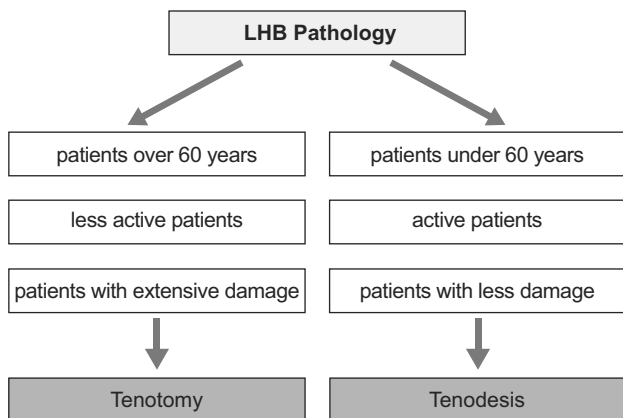 LHB Pathology
patients over 60 years
patients under 60 years
less active patients
active patients
patients with extensive damage
patients with less damage
Tenotomy
Tenodesis